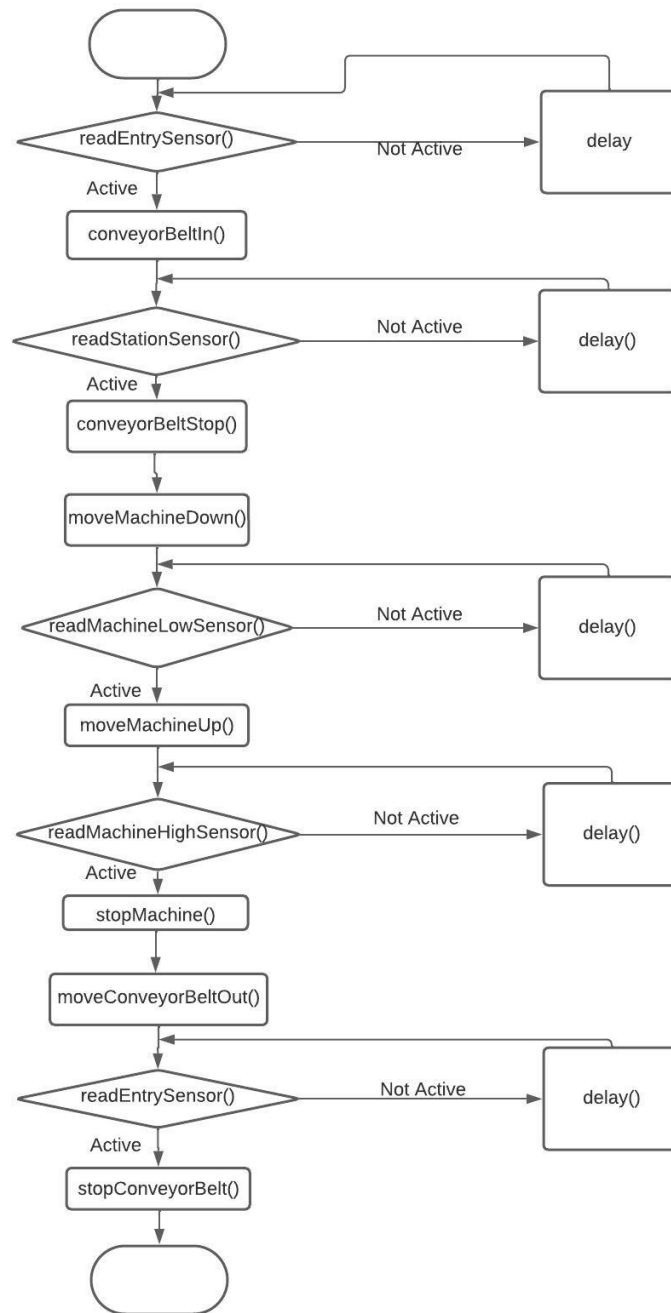 readEntrySensor()
Not Active
delay
Active
conveyorBeltIn()
readStationSensor()
Not Active
delay()
Active
conveyorBeltStop()
moveMachineDown()
readMachineLowSensor()
Not Active
delay()
Active
moveMachineUp()
readMachineHighSensor()
Not Active
delay()
Active
stopMachine()
moveConveyorBeltOut()
readEntrySensor()
Not Active
delay()
Active
stopConveyorBelt()